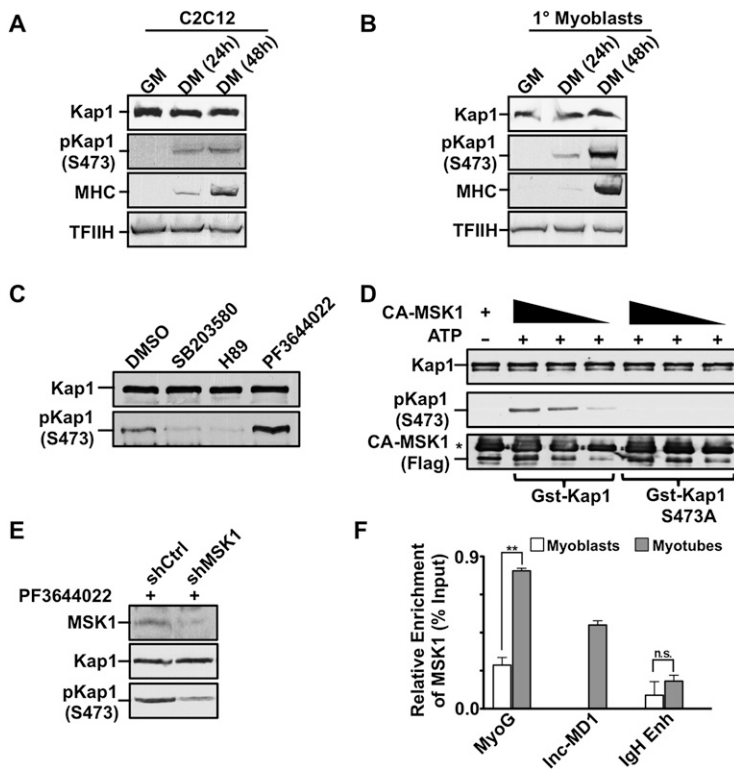 A
C2C12
GM
DM (24h)
DM (48h)
Kap1
pKap1
(S473)
MHC
TFIIH
B
1° Myoblasts
GM
DM (24h)
DM (48h)
Kap1
pKap1
(S473)
MHC
TFIIH
C
DMSO
SB203580
H89
PF3644022
Kap1
pKap1
(S473)
D
CA-MSK1 +
ATP – + + + + + +
Kap1
pKap1
(S473)
CA-MSK1 *
(Flag)
Gst-Kap1
Gst-Kap1
S473A
E
shCtrl
shMSK1
PF3644022 + +
MSK1
Kap1
pKap1
(S473)
F
Myoblasts Myotubes
Relative Enrichment
of MSK1 (% Input)
0.9
0.0
**
n.s.
MyoG
lnc-MD1
IgH Enh